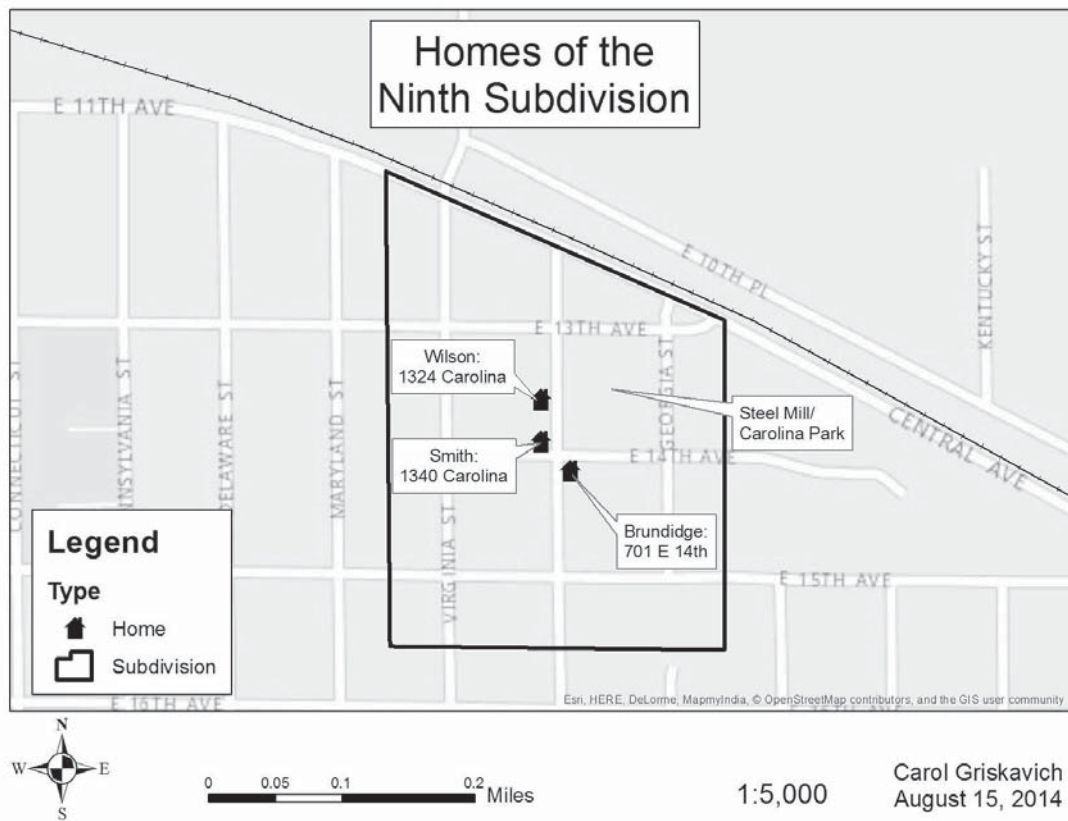 Homes of the
Ninth Subdivision
E 11TH AVE
E 10TH PL
KENTUCKY ST
E 13TH AVE
Wilson:
1324 Carolina
GEORGIA ST
Steel Mill/
Carolina Park
CENTRAL AVE
CONNECTICUT ST
NNSYLVANIA ST
DELAWARE ST
MARYLAND ST
Smith:
1340 Carolina
E 14TH AVE
VIRGINIA ST
Brundidge:
701 E 14th
E 15TH AVE
Legend
Type
Home
Subdivision
E 16TH AVE
Esri, HERE, DeLorme, MapmyIndia, © OpenStreetMap contributors, and the GIS user community
N
W
E
S
0 0.05 0.1 0.2
Miles
1:5,000
Carol Griskavich
August 15, 2014